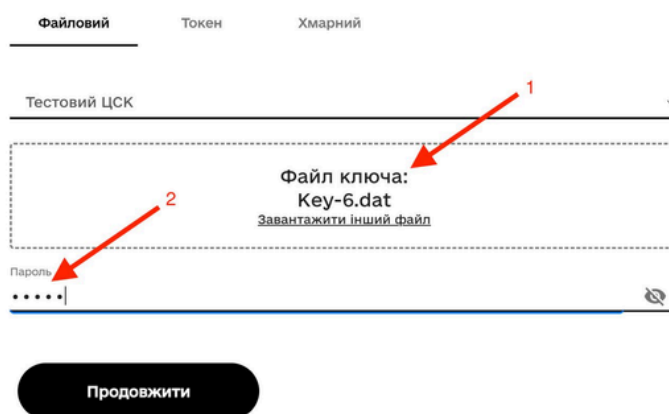 Файловий Токен Хмарний
Тестовий ЦСК
1
Файл ключа:
Key-6.dat
2
Завантажити інший файл
Пароль
•••••
Продовжити